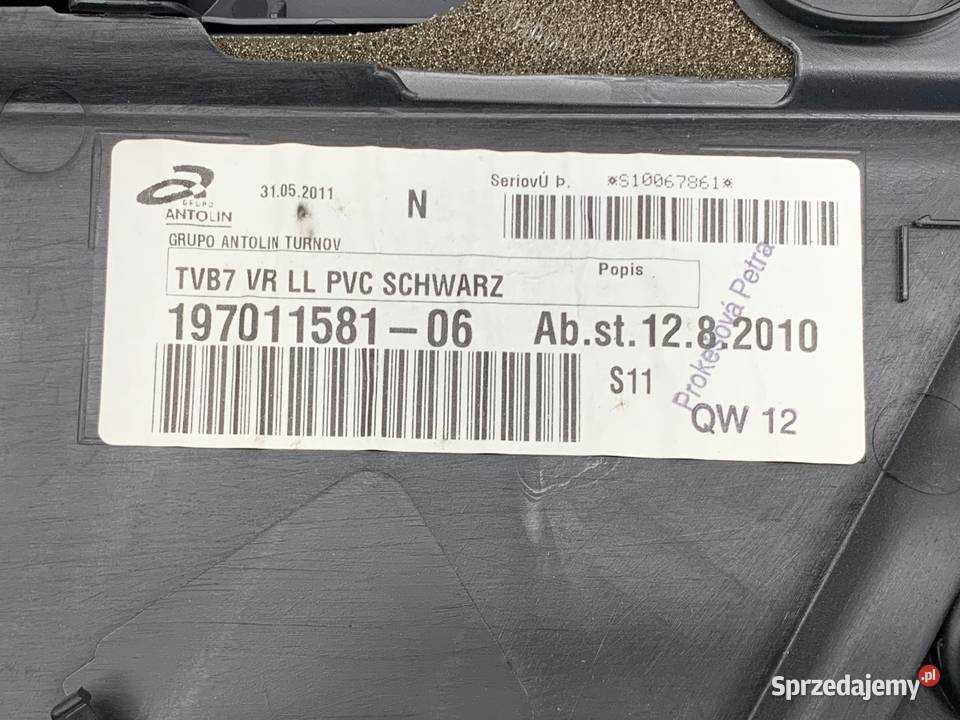 GRUPO
ANTOLIN
31.05.2011
N
SeriovÚ Þ. *S10067861*
GRUPO ANTOLIN TURNOV
Popis
TVB7 VR LL PVC SCHWARZ
197011581-06 Ab.st.12.8.2010
S11
Prokešová Petra
QW 12
Sprzedajemy.pl